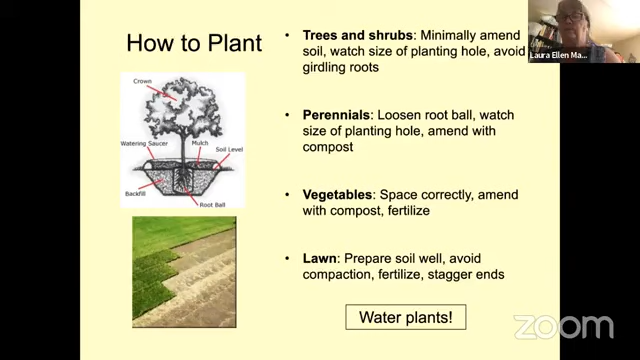 How to Plant
Crown
Watering Saucer
Mulch
Soil Level
Backfill
Root Ball
• Trees and shrubs: Minimally amend
soil, watch size of planting hole, avoid
girdling roots
• Perennials: Loosen root ball, watch
size of planting hole, amend with
compost
• Vegetables: Space correctly, amend
with compost, fertilize
• Lawn: Prepare soil well, avoid
compaction, fertilize, stagger ends
Water plants!
Laura Ellen Ma...
zoom